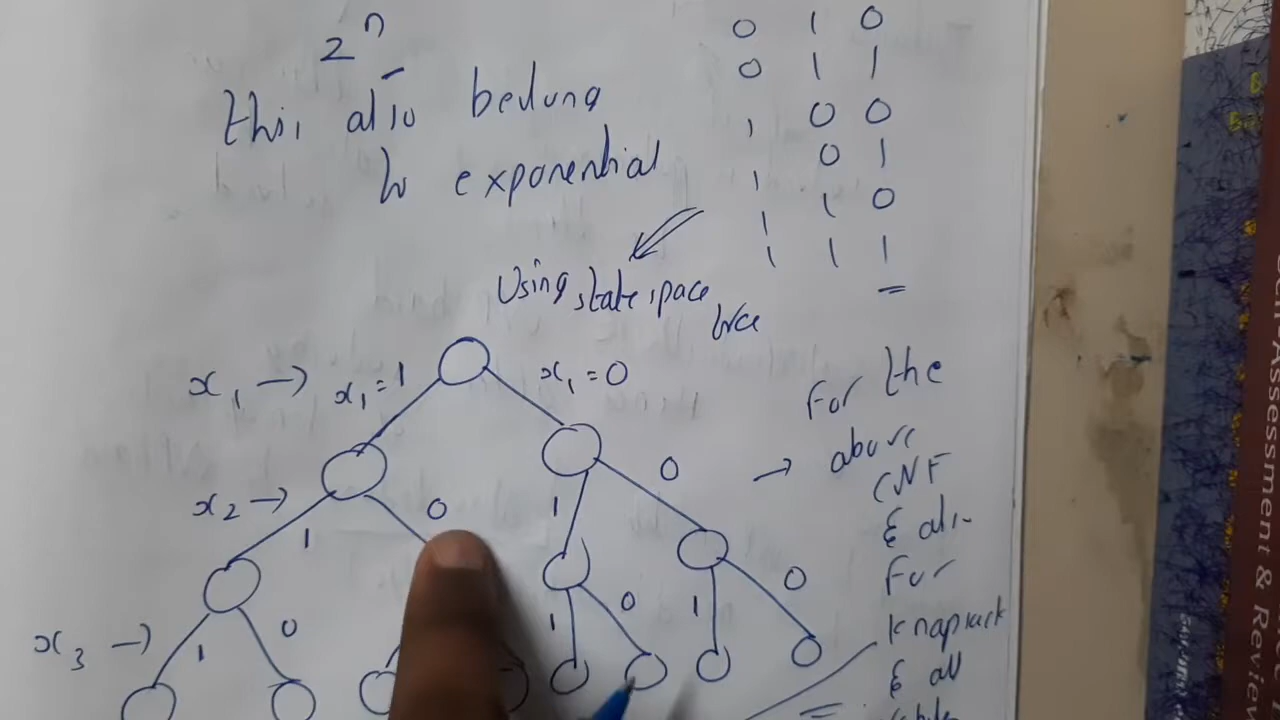 2ⁿ
this also belong
to exponential
0 1 0
0 1 1
1 0 0
1 0 1
1 1 0
1 1 1
Using state space
tree
x₁ → x₁ = 1 x₁ = 0
x₂ → 1 0 1 0
x₃ → 1 0 1 0 1 0
→ For the
above
CNF
& also
For
knapsack
& all
Assessment & Review